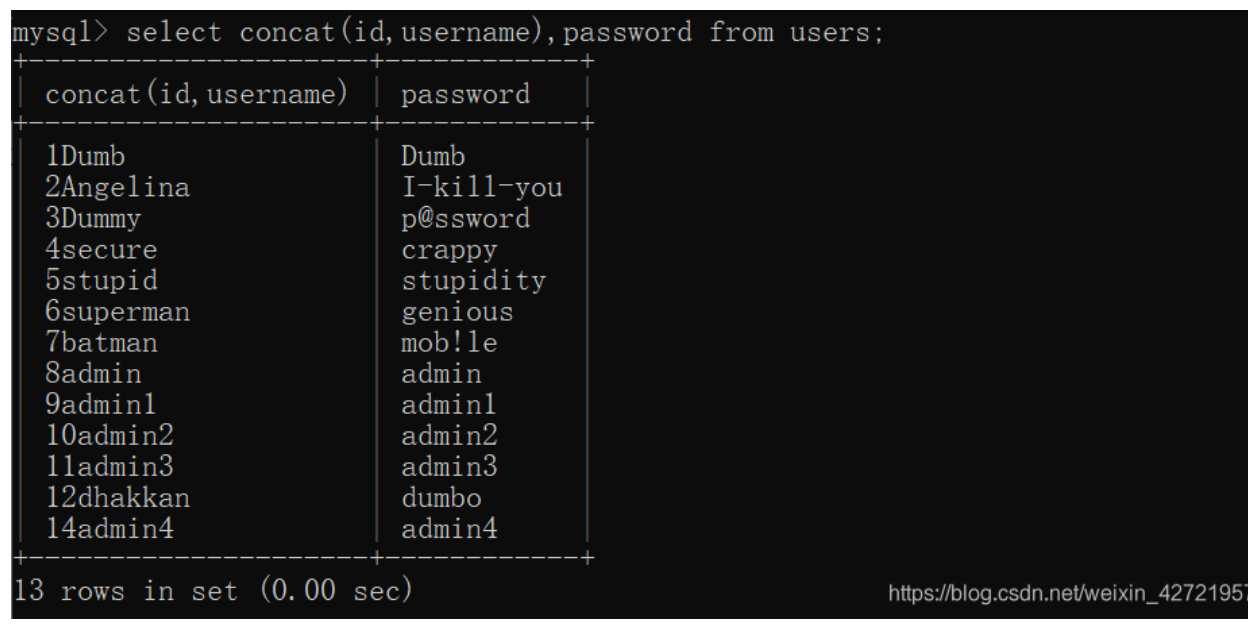 mysql> select concat(id,username),password from users;
+---------------------+------------+
| concat(id,username) | password   |
+---------------------+------------+
| 1Dumb               | Dumb       |
| 2Angelina           | I-kill-you |
| 3Dummy              | p@ssword   |
| 4secure             | crappy     |
| 5stupid             | stupidity  |
| 6superman           | genious    |
| 7batman             | mob!le     |
| 8admin              | admin      |
| 9admin1             | admin1     |
| 10admin2            | admin2     |
| 11admin3            | admin3     |
| 12dhakkan           | dumbo      |
| 14admin4            | admin4     |
+---------------------+------------+
13 rows in set (0.00 sec)
https://blog.csdn.net/weixin_42721957